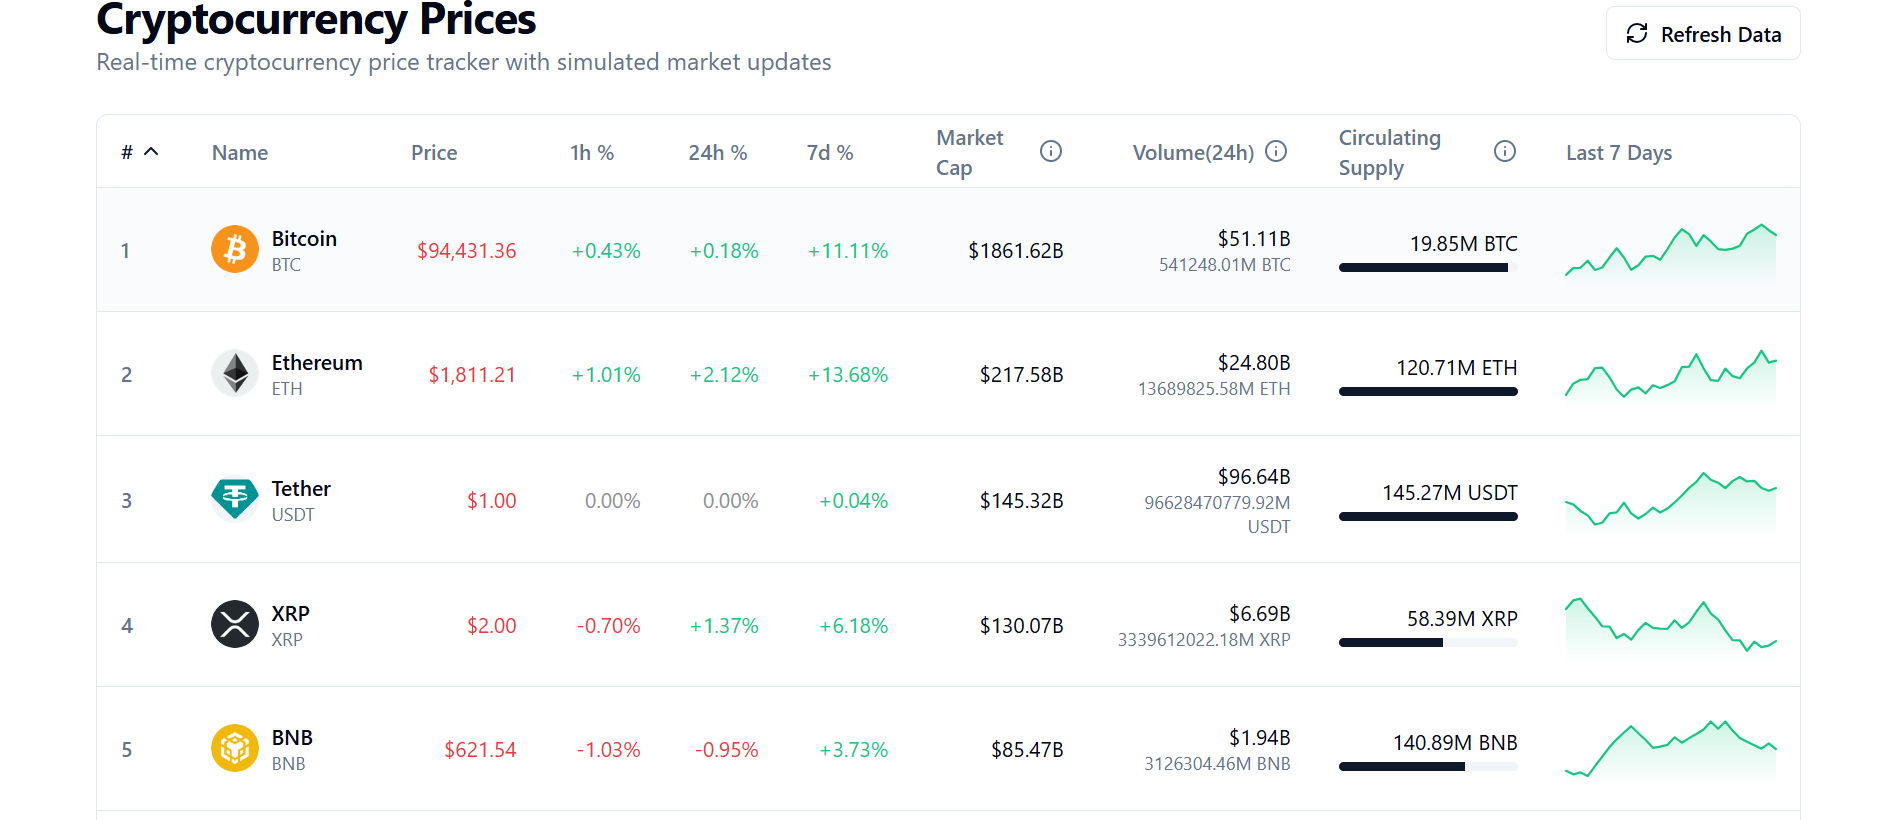 Cryptocurrency Prices
Real-time cryptocurrency price tracker with simulated market updates
Refresh Data
# Name Price 1h % 24h % 7d % Market Cap Volume(24h) Circulating Supply Last 7 Days
1 Bitcoin $94,431.36 +0.43% +0.18% +11.11% $1861.62B $51.11B 19.85M BTC
BTC 541248.01M BTC
2 Ethereum $1,811.21 +1.01% +2.12% +13.68% $217.58B $24.80B 120.71M ETH
ETH 13689825.58M ETH
3 Tether $1.00 0.00% 0.00% +0.04% $145.32B $96.64B 145.27M USDT
USDT 96628470779.92M
USDT
4 XRP $2.00 -0.70% +1.37% +6.18% $130.07B $6.69B 58.39M XRP
XRP 3339612022.18M XRP
5 BNB $621.54 -1.03% -0.95% +3.73% $85.47B $1.94B 140.89M BNB
BNB 3126304.46M BNB